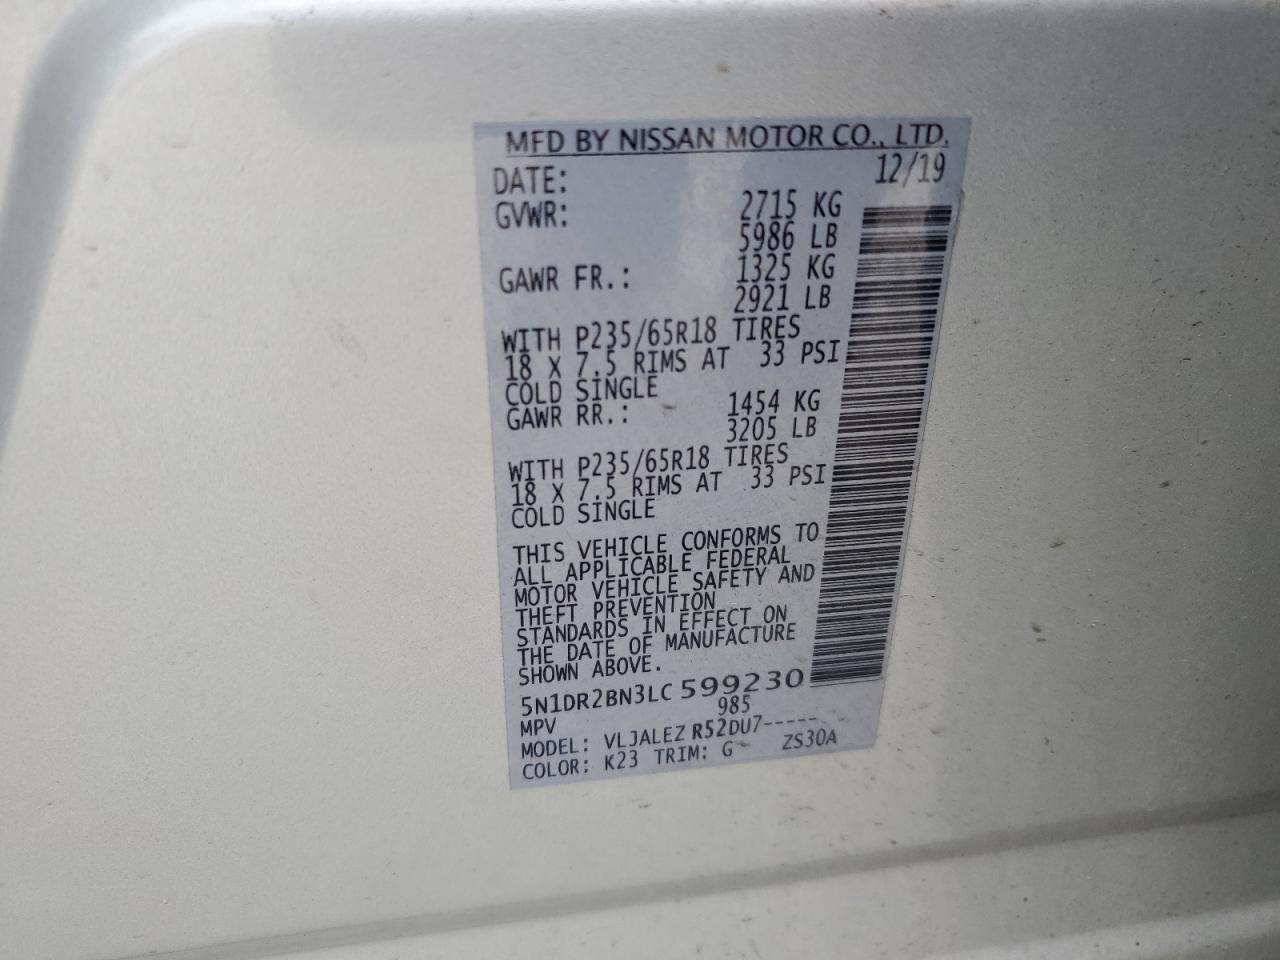 MFD BY NISSAN MOTOR CO., LTD.
DATE: 12/19
GVWR: 2715 KG
5986 LB
GAWR FR.: 1325 KG
2921 LB
WITH P235/65R18 TIRES
18 X 7.5 RIMS AT 33 PSI
COLD SINGLE
GAWR RR.: 1454 KG
3205 LB
WITH P235/65R18 TIRES
18 X 7.5 RIMS AT 33 PSI
COLD SINGLE
THIS VEHICLE CONFORMS TO
ALL APPLICABLE FEDERAL
MOTOR VEHICLE SAFETY AND
THEFT PREVENTION
STANDARDS IN EFFECT ON
THE DATE OF MANUFACTURE
SHOWN ABOVE.
5N1DR2BN3LC599230
MPV 985
MODEL: VLJALEZ R52DU7-----
COLOR: K23 TRIM: G ZS30A